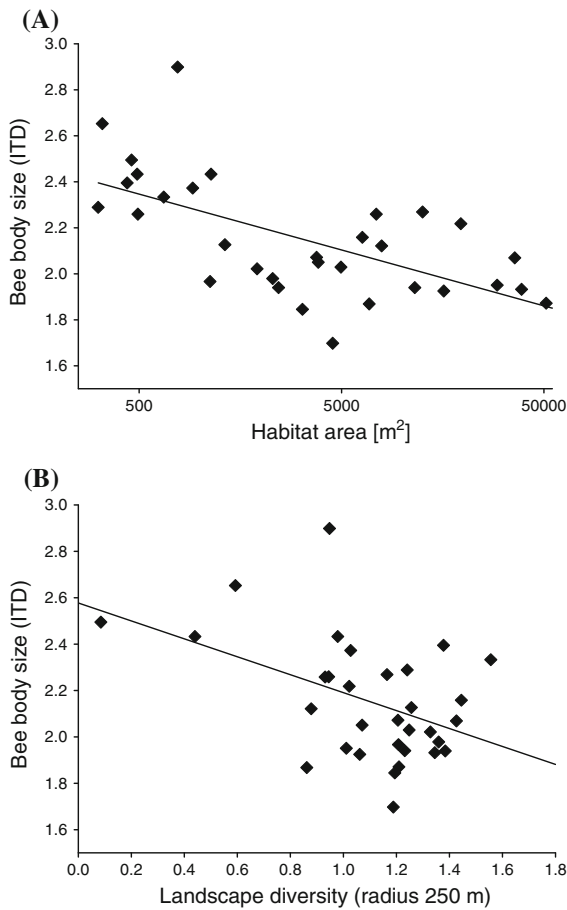 (A)
3.0
2.8
2.6
2.4
2.2
2.0
1.8
1.6
Bee body size (ITD)
500 5000 50000
Habitat area [m²]
(B)
3.0
2.8
2.6
2.4
2.2
2.0
1.8
1.6
Bee body size (ITD)
0.0 0.2 0.4 0.6 0.8 1.0 1.2 1.4 1.6 1.8
Landscape diversity (radius 250 m)